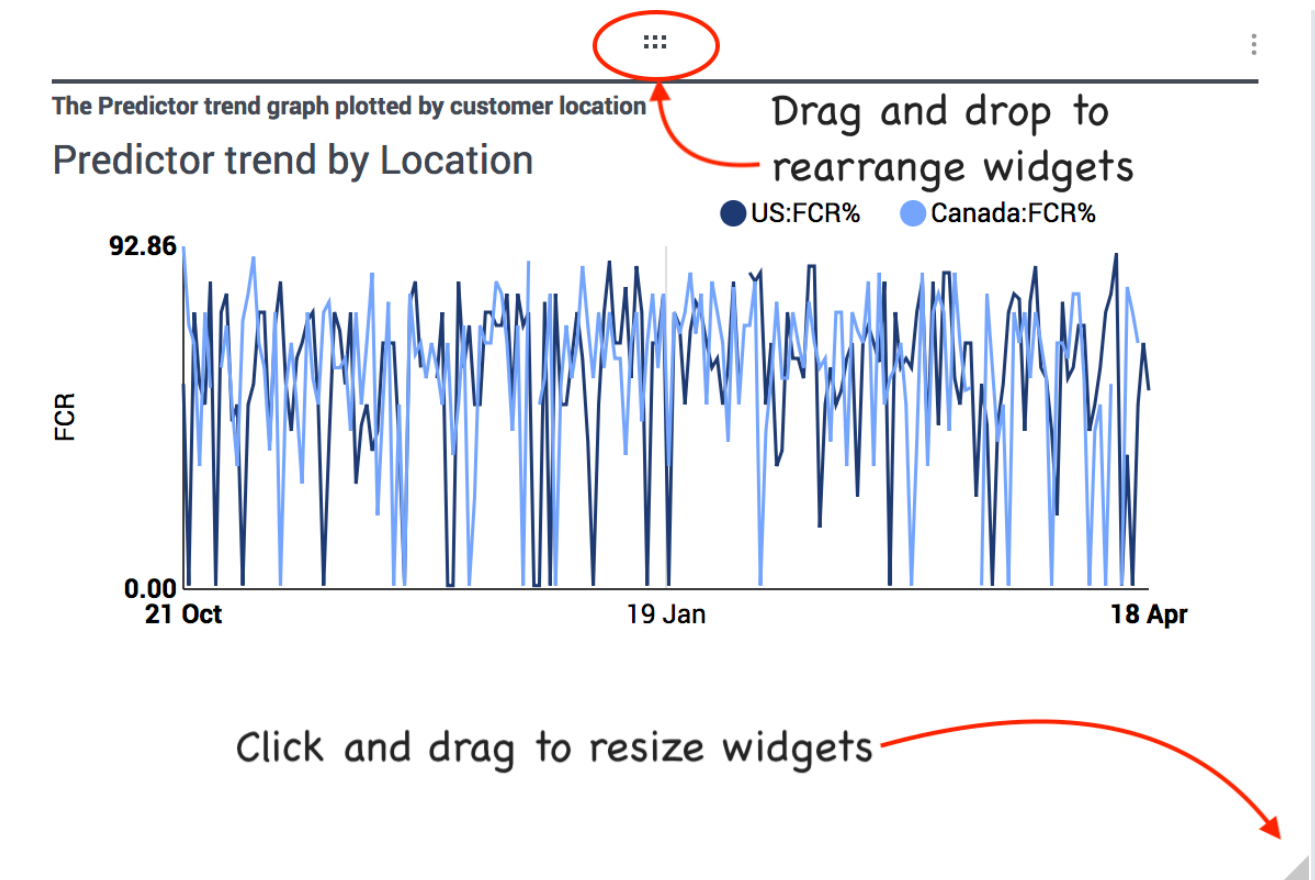 The Predictor trend graph plotted by customer location
Drag and drop to
rearrange widgets
Predictor trend by Location
US:FCR%
Canada:FCR%
92.86
FCR
0.00
21 Oct
19 Jan
18 Apr
Click and drag to resize widgets